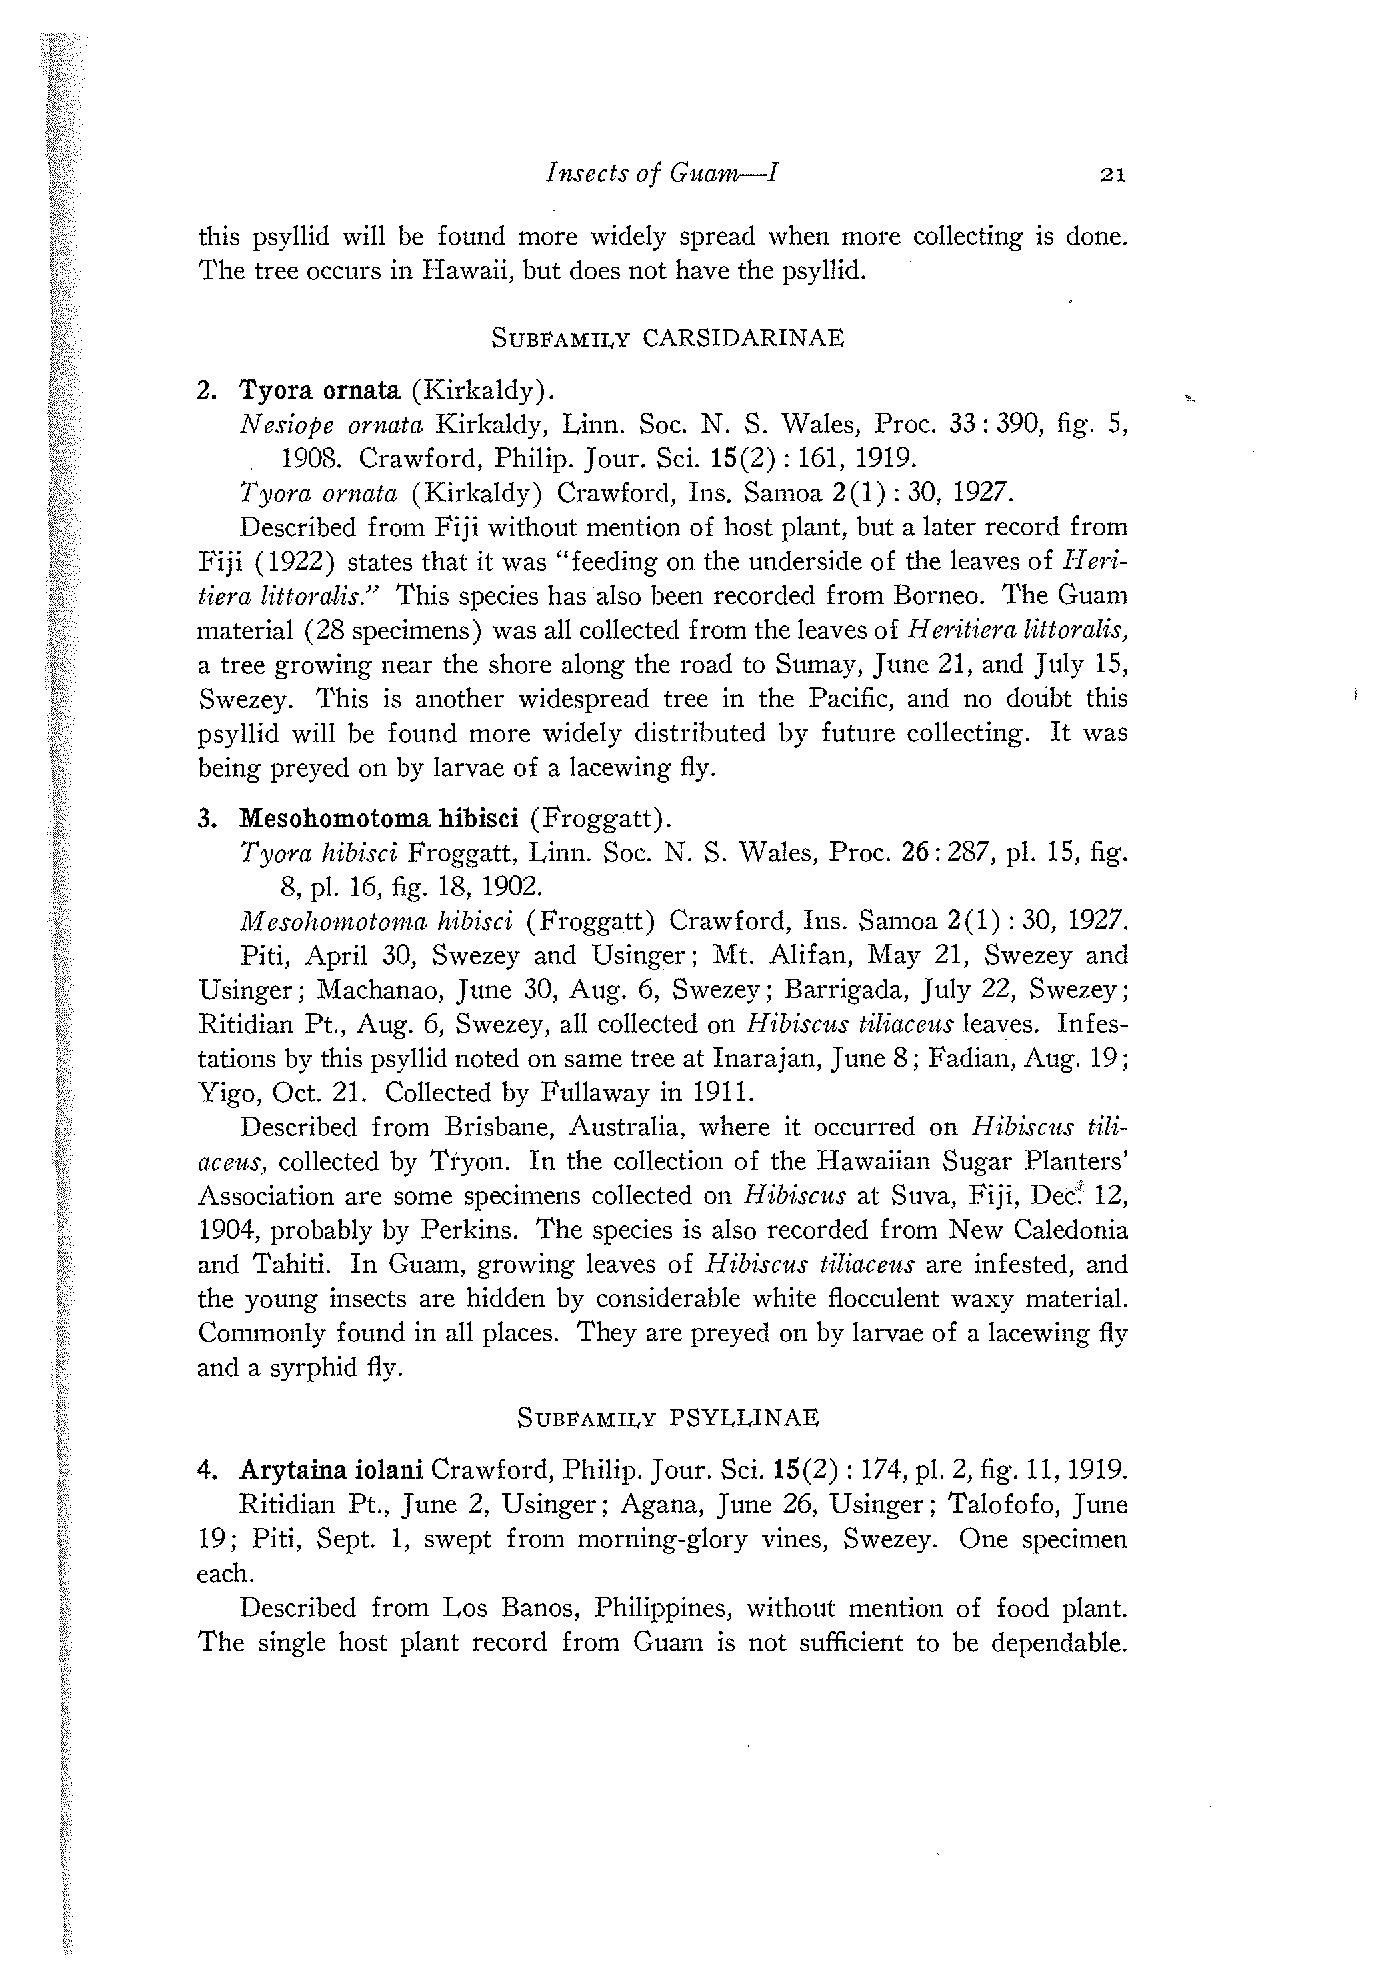 Insects of Guam—I 21
this psyllid will be found more widely spread when more collecting is done.
The tree occurs in Hawaii, but does not have the psyllid.
SUBFAMILY CARSIDARINAE
2. Tyora ornata (Kirkaldy).
Nesiope ornata Kirkaldy, Linn. Soc. N. S. Wales, Proc. 33: 390, fig. 5,
1908. Crawford, Philip. Jour. Sci. 15(2): 161, 1919.
Tyora ornata (Kirkaldy) Crawford, Ins. Samoa 2(1): 30, 1927.
Described from Fiji without mention of host plant, but a later record from
Fiji (1922) states that it was "feeding on the underside of the leaves of Heri-
tiera littoralis." This species has also been recorded from Borneo. The Guam
material (28 specimens) was all collected from the leaves of Heritiera littoralis,
a tree growing near the shore along the road to Sumay, June 21, and July 15,
Swezey. This is another widespread tree in the Pacific, and no doubt this
psyllid will be found more widely distributed by future collecting. It was
being preyed on by larvae of a lacewing fly.
3. Mesohomotoma hibisci (Froggatt).
Tyora hibisci Froggatt, Linn. Soc. N. S. Wales, Proc. 26: 287, pl. 15, fig.
8, pl. 16, fig. 18, 1902.
Mesohomotoma hibisci (Froggatt) Crawford, Ins. Samoa 2(1): 30, 1927.
Piti, April 30, Swezey and Usinger; Mt. Alifan, May 21, Swezey and
Usinger; Machanao, June 30, Aug. 6, Swezey; Barrigada, July 22, Swezey;
Ritidian Pt., Aug. 6, Swezey, all collected on Hibiscus tiliaceus leaves. Infes-
tations by this psyllid noted on same tree at Inarajan, June 8; Fadian, Aug. 19;
Yigo, Oct. 21. Collected by Fullaway in 1911.
Described from Brisbane, Australia, where it occurred on Hibiscus tili-
aceus, collected by Tryon. In the collection of the Hawaiian Sugar Planters'
Association are some specimens collected on Hibiscus at Suva, Fiji, Dec. 12,
1904, probably by Perkins. The species is also recorded from New Caledonia
and Tahiti. In Guam, growing leaves of Hibiscus tiliaceus are infested, and
the young insects are hidden by considerable white flocculent waxy material.
Commonly found in all places. They are preyed on by larvae of a lacewing fly
and a syrphid fly.
SUBFAMILY PSYLLINAE
4. Arytaina iolani Crawford, Philip. Jour. Sci. 15(2): 174, pl. 2, fig. 11, 1919.
Ritidian Pt., June 2, Usinger; Agana, June 26, Usinger; Talofofo, June
19; Piti, Sept. 1, swept from morning-glory vines, Swezey. One specimen
each.
Described from Los Banos, Philippines, without mention of food plant.
The single host plant record from Guam is not sufficient to be dependable.